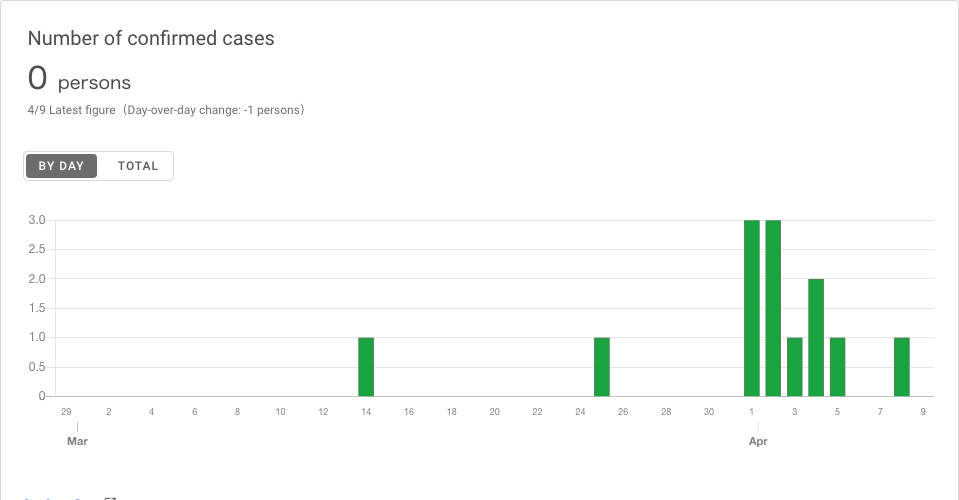 Number of confirmed cases
0 persons
4/9 Latest figure（Day-over-day change: -1 persons）
BY DAY TOTAL
3.0
2.5
2.0
1.5
1.0
0.5
0
29 2 4 6 8 10 12 14 16 18 20 22 24 26 28 30 1 3 5 7 9
Mar Apr